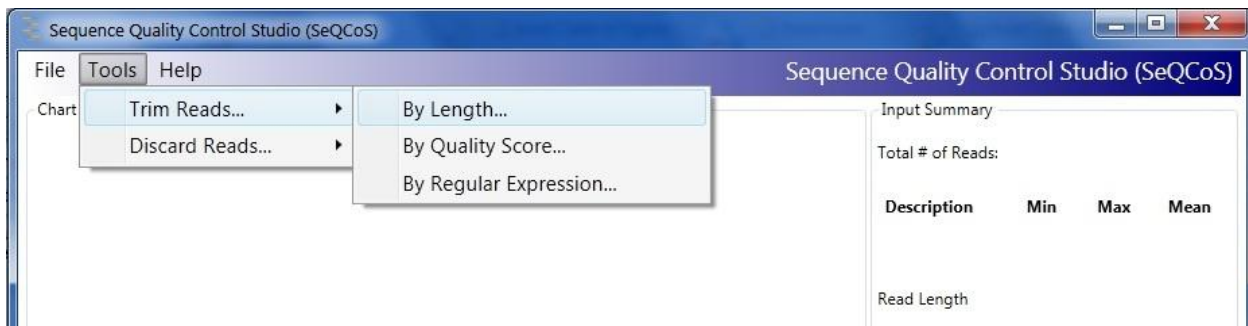 Sequence Quality Control Studio (SeQCoS)
File Tools Help
Sequence Quality Control Studio (SeQCoS)
Chart
Trim Reads...
Discard Reads...
By Length...
By Quality Score...
By Regular Expression...
Input Summary
Total # of Reads:
Description Min Max Mean
Read Length